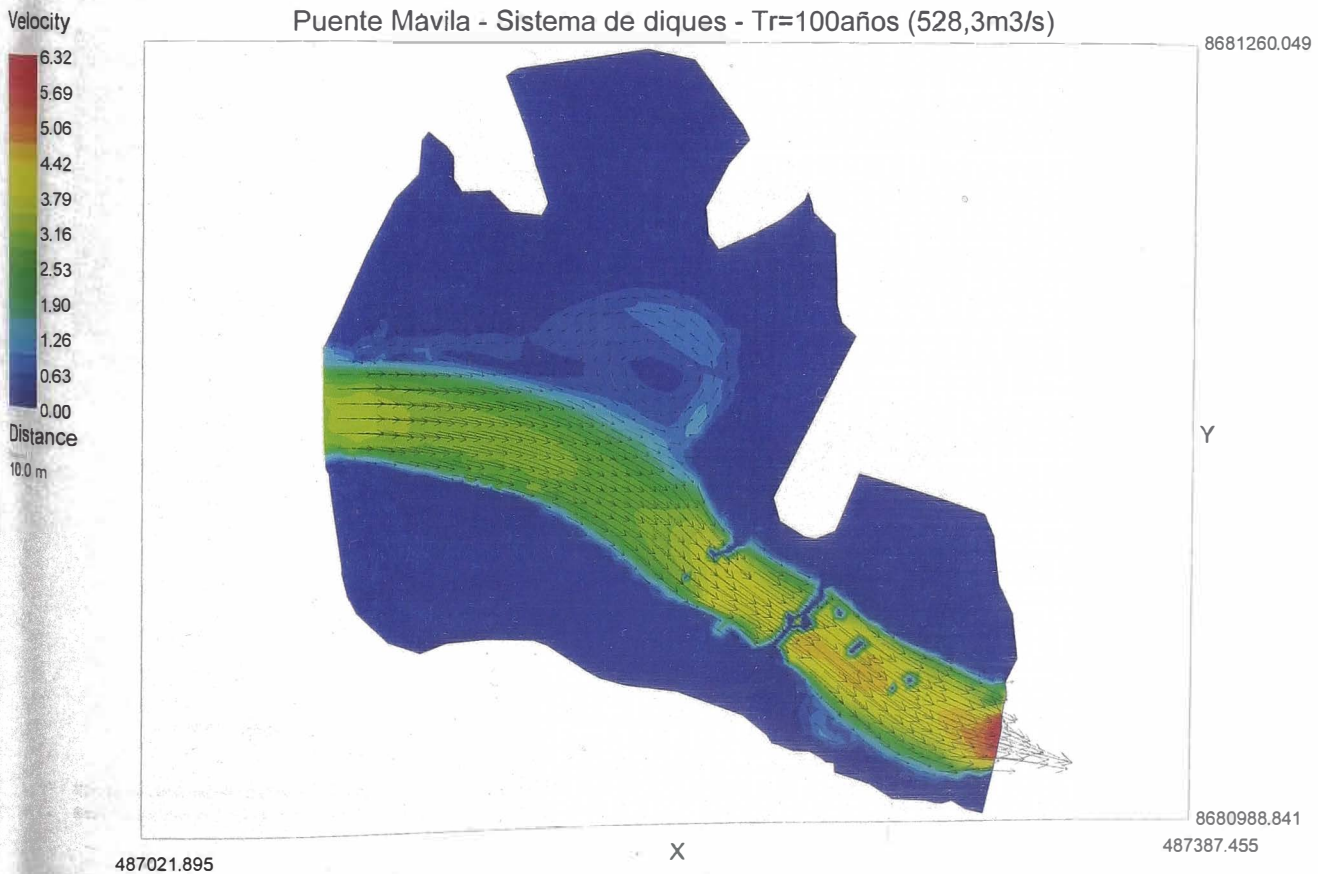 Puente Mávila - Sistema de diques - Tr=100años (528,3m3/s)
Velocity
6.32
5.69
5.06
4.42
3.79
3.16
2.53
1.90
1.26
0.63
0.00
Distance
10.0 m
8681260.049
Y
8680988.841
487387.455
X
487021.895